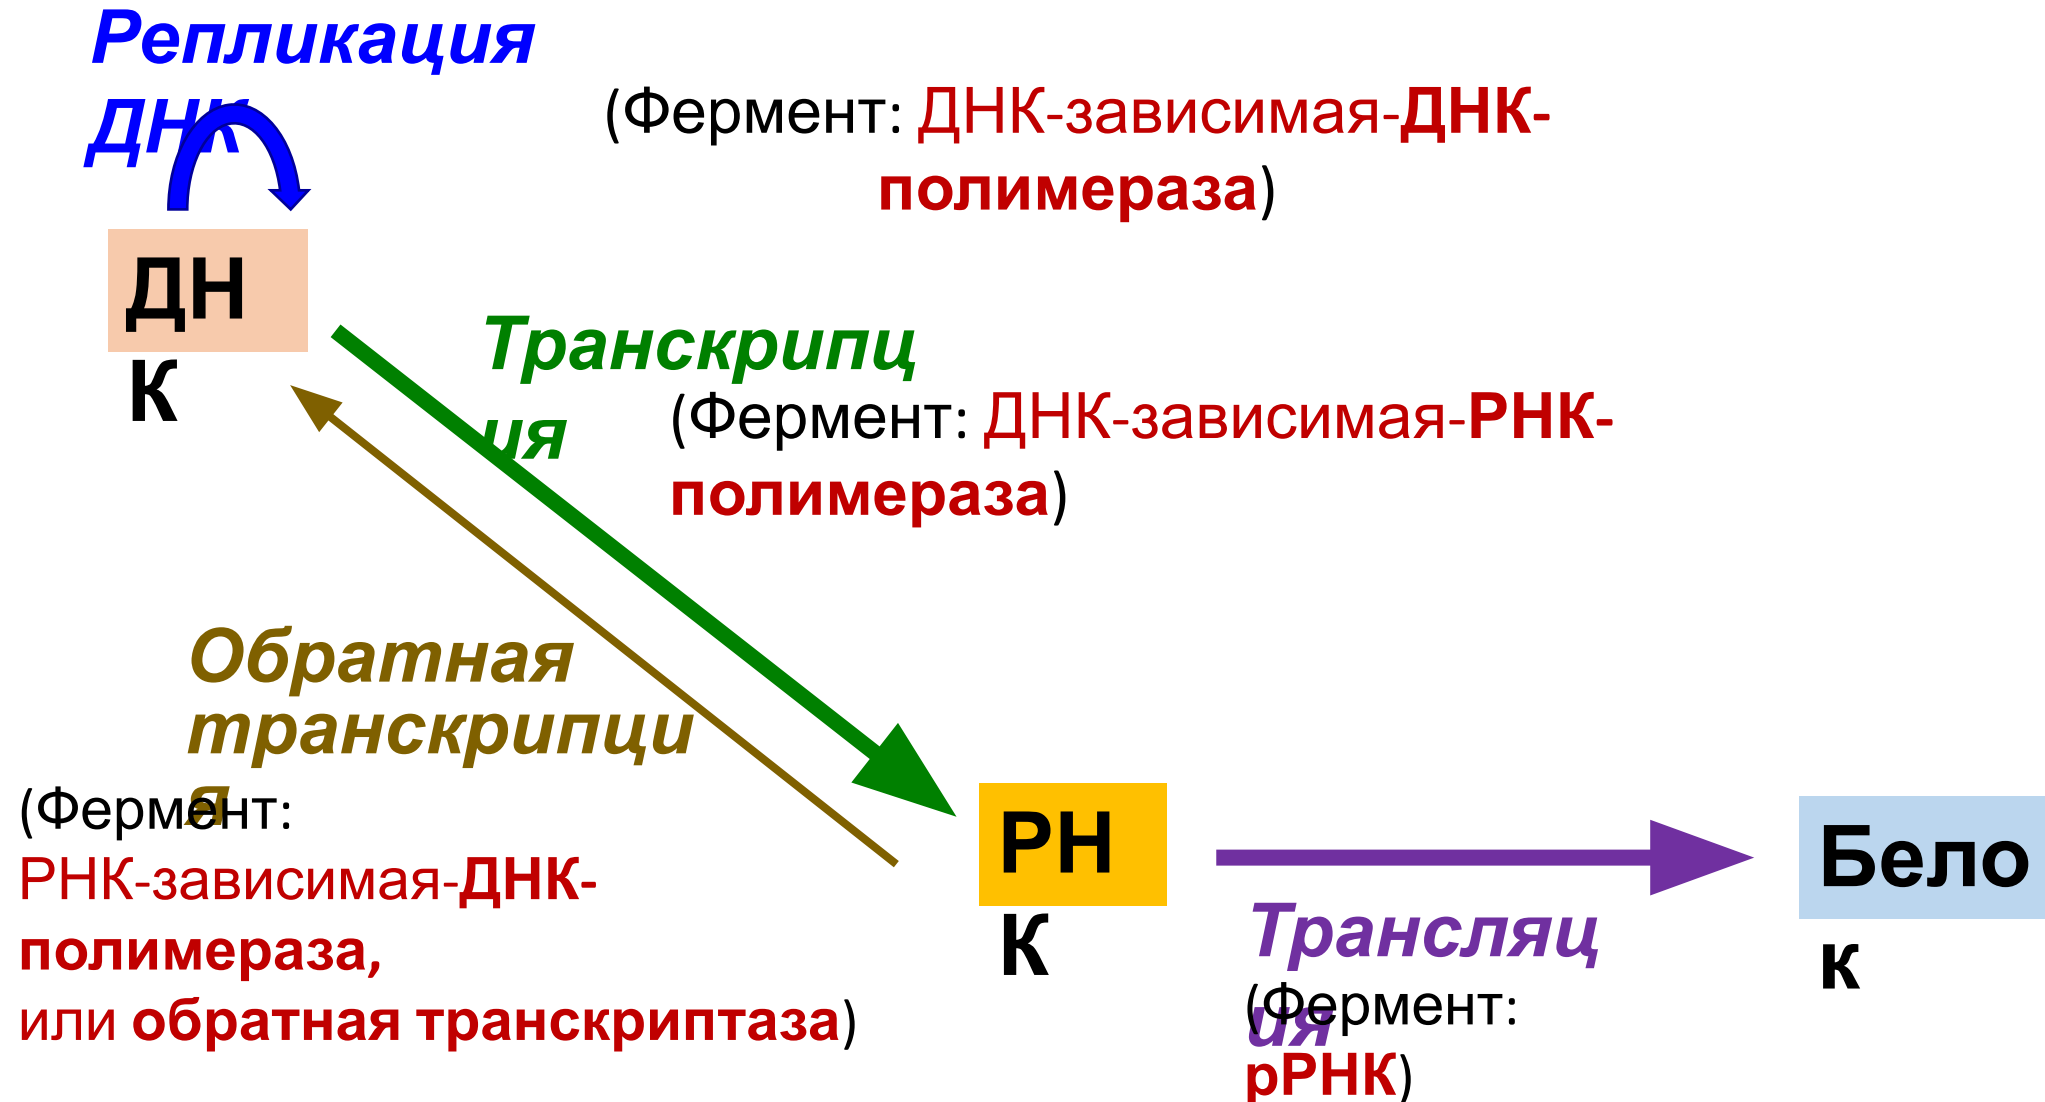 Репликация
ДНК
(Фермент: ДНК-зависимая-ДНК-
полимераза)
ДН
К
Транскрипц
ия
(Фермент: ДНК-зависимая-РНК-
полимераза)
Обратная
транскрипци
я
(Фермент:
РНК-зависимая-ДНК-
полимераза,
или обратная транскриптаза)
РН
К
Трансляц
ия
(Фермент:
рРНК)
Бело
к